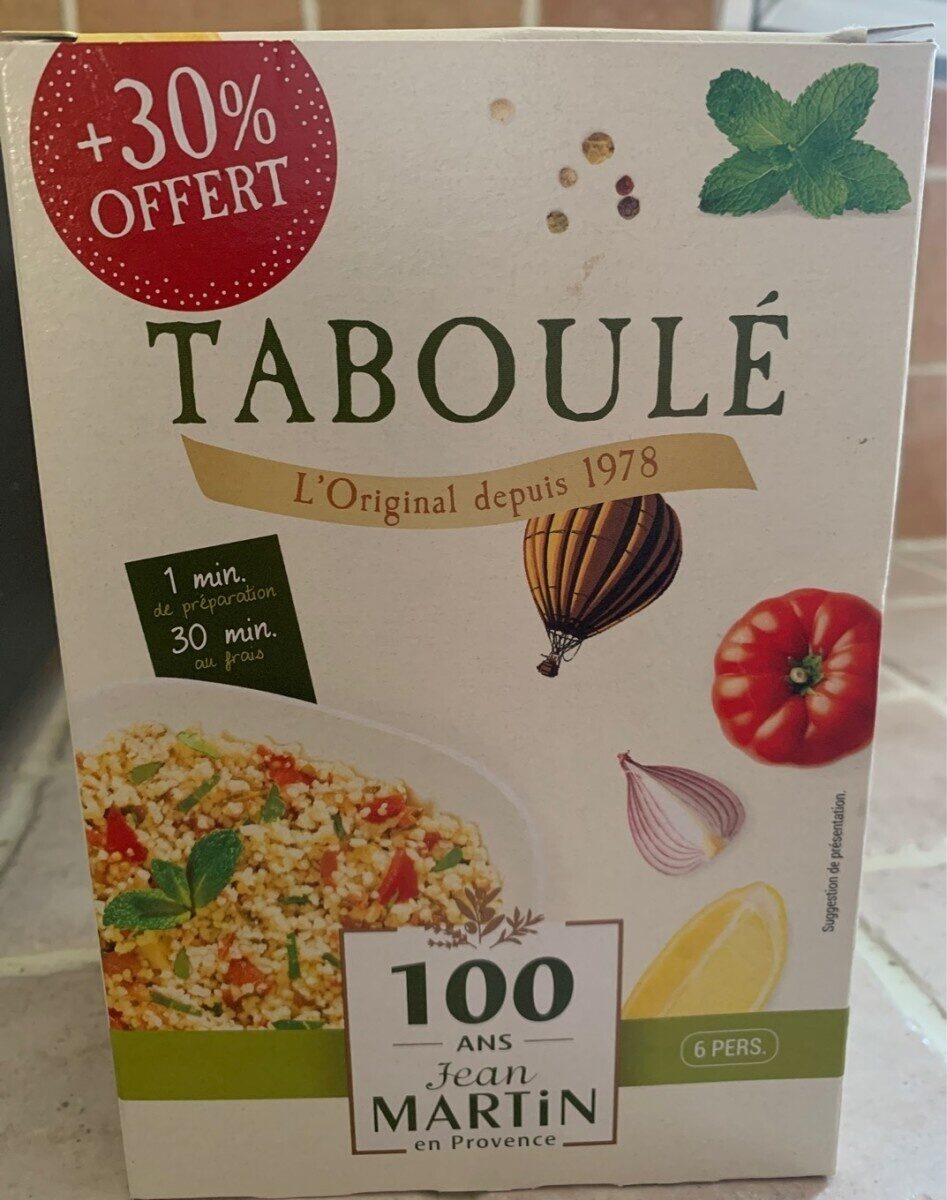 +30%
OFFERT
TABOULÉ
L'Original depuis 1978
1 min.
de préparation
30 min.
au frais
Suggestion de présentation.
100
ANS
Jean
MARTiN
en Provence
6 PERS.